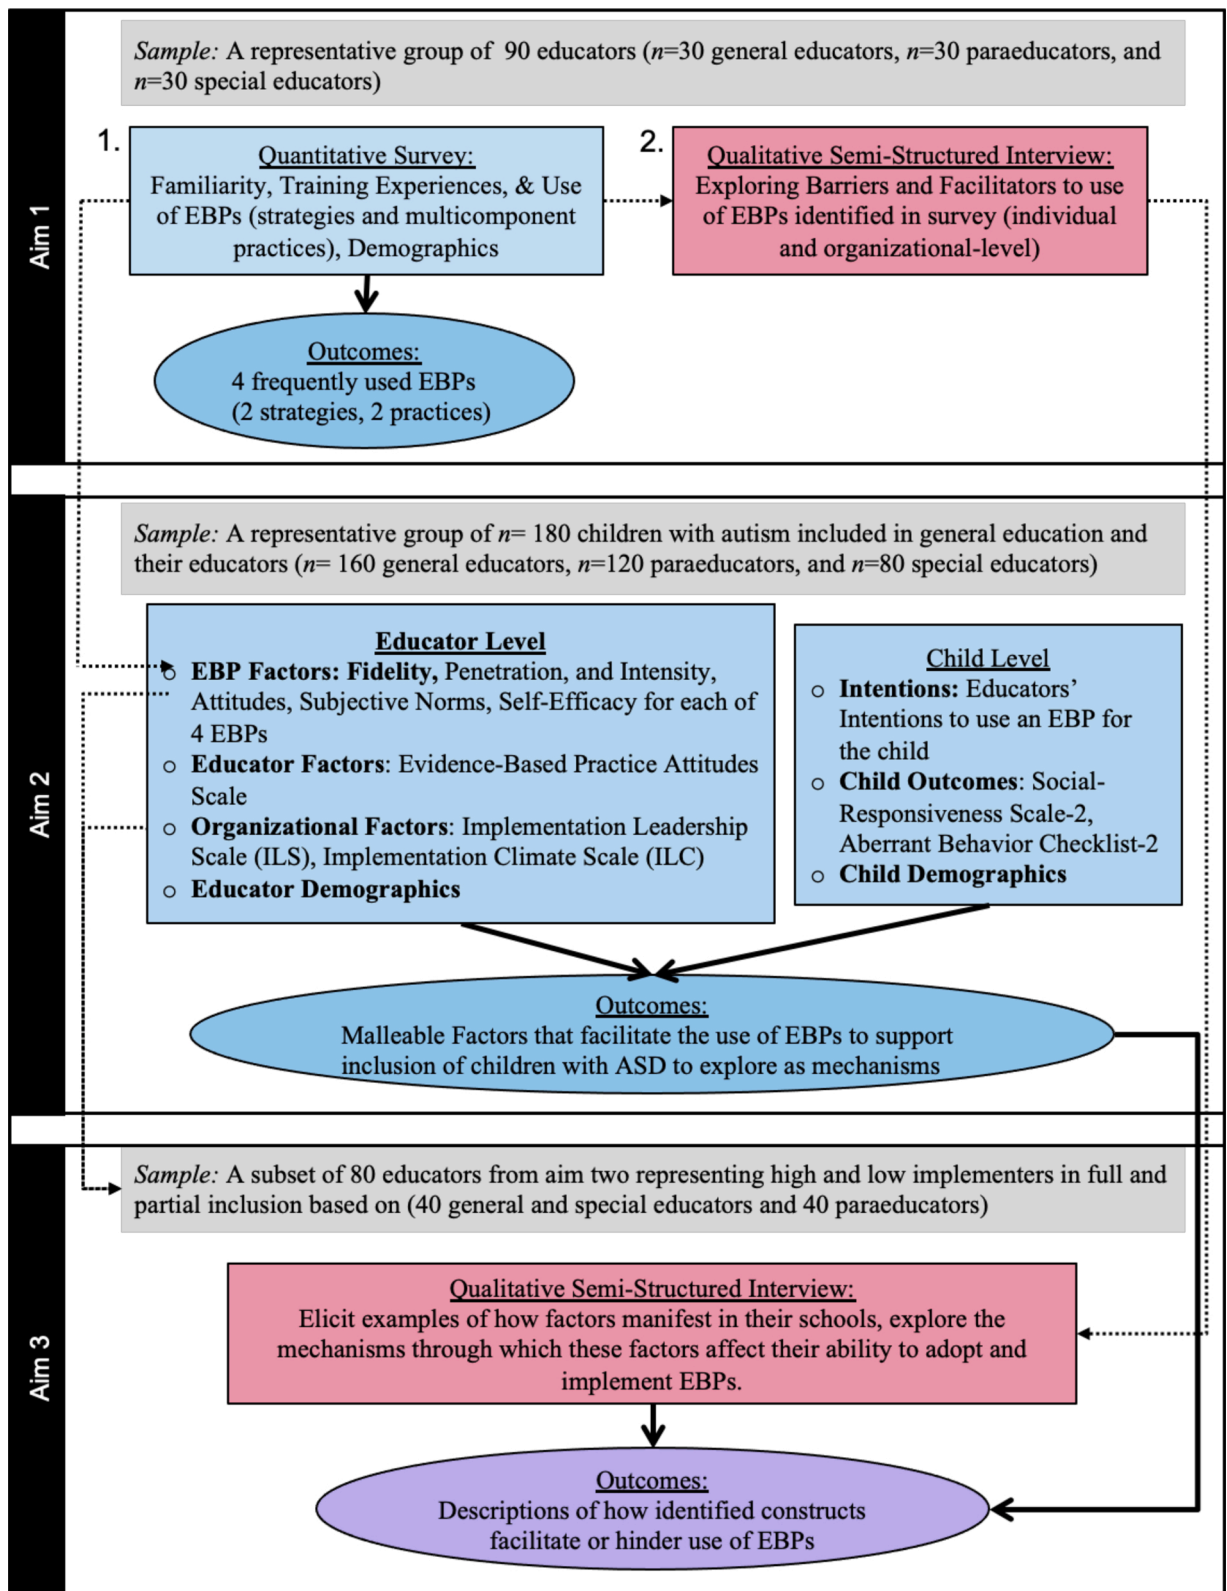 Aim 1
Sample: A representative group of 90 educators (n=30 general educators, n=30 paraeducators, and
n=30 special educators)
1.
Quantitative Survey:
Familiarity, Training Experiences, & Use
of EBPs (strategies and multicomponent
practices), Demographics
2.
Qualitative Semi-Structured Interview:
Exploring Barriers and Facilitators to use
of EBPs identified in survey (individual
and organizational-level)
Outcomes:
4 frequently used EBPs
(2 strategies, 2 practices)
Aim 2
Sample: A representative group of n= 180 children with autism included in general education and
their educators (n= 160 general educators, n=120 paraeducators, and n=80 special educators)
Educator Level
o EBP Factors: Fidelity, Penetration, and Intensity,
Attitudes, Subjective Norms, Self-Efficacy for each of
4 EBPs
o Educator Factors: Evidence-Based Practice Attitudes
Scale
o Organizational Factors: Implementation Leadership
Scale (ILS), Implementation Climate Scale (ILC)
o Educator Demographics
Child Level
o Intentions: Educators’
Intentions to use an EBP for
the child
o Child Outcomes: Social-
Responsiveness Scale-2,
Aberrant Behavior Checklist-2
o Child Demographics
Outcomes:
Malleable Factors that facilitate the use of EBPs to support
inclusion of children with ASD to explore as mechanisms
Aim 3
Sample: A subset of 80 educators from aim two representing high and low implementers in full and
partial inclusion based on (40 general and special educators and 40 paraeducators)
Qualitative Semi-Structured Interview:
Elicit examples of how factors manifest in their schools, explore the
mechanisms through which these factors affect their ability to adopt and
implement EBPs.
Outcomes:
Descriptions of how identified constructs
facilitate or hinder use of EBPs